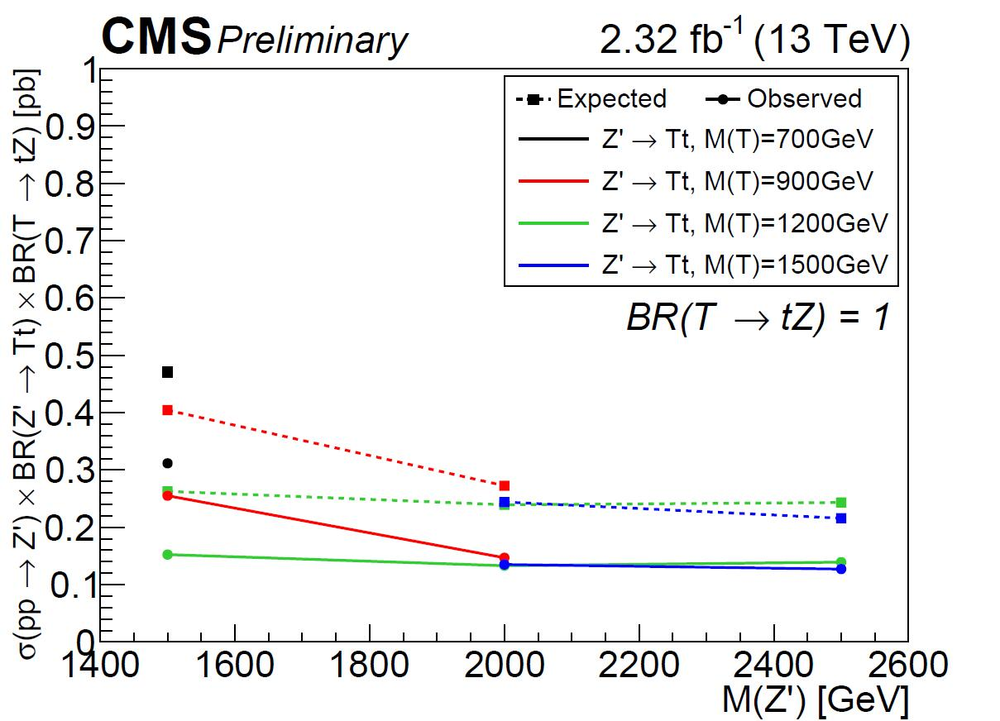 CMS Preliminary 2.32 fb-1 (13 TeV)
σ(pp → Z') × BR(Z' → Tt) × BR(T → tZ) [pb]
1
0.9
0.8
0.7
0.6
0.5
0.4
0.3
0.2
0.1
0
Expected Observed
Z' → Tt, M(T)=700GeV
Z' → Tt, M(T)=900GeV
Z' → Tt, M(T)=1200GeV
Z' → Tt, M(T)=1500GeV
BR(T → tZ) = 1
1400 1600 1800 2000 2200 2400 2600
M(Z') [GeV]